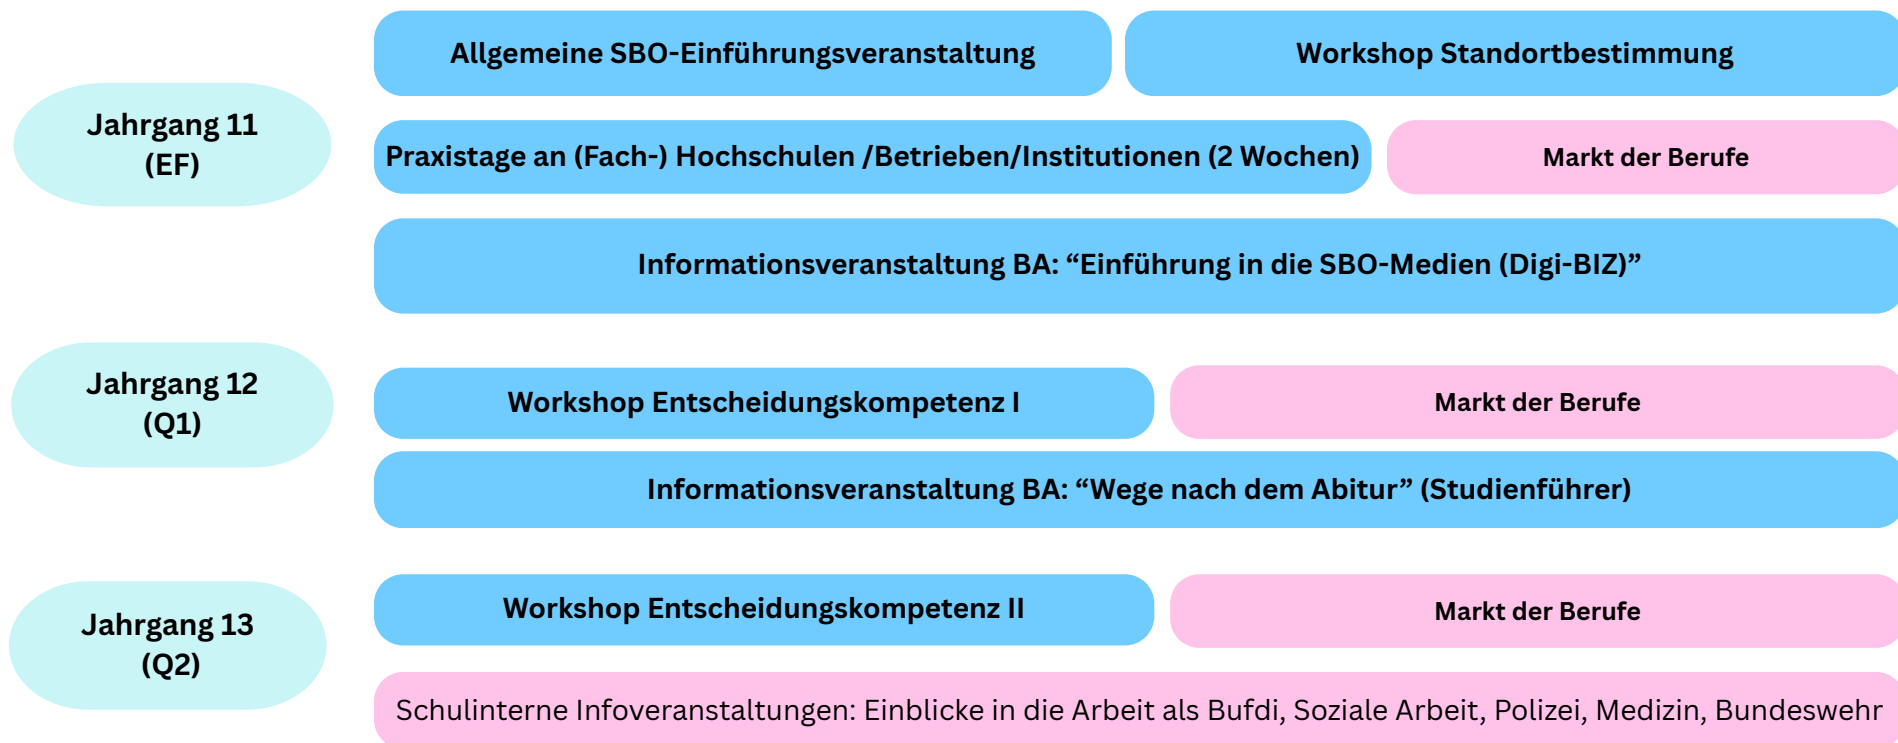 Allgemeine SBO-Einführungsveranstaltung
Workshop Standortbestimmung
Jahrgang 11
(EF)
Praxistage an (Fach-) Hochschulen /Betrieben/Institutionen (2 Wochen)
Markt der Berufe
Informationsveranstaltung BA: “Einführung in die SBO-Medien (Digi-BIZ)”
Jahrgang 12
(Q1)
Workshop Entscheidungskompetenz I
Markt der Berufe
Informationsveranstaltung BA: “Wege nach dem Abitur” (Studienführer)
Jahrgang 13
(Q2)
Workshop Entscheidungskompetenz II
Markt der Berufe
Schulinterne Infoveranstaltungen: Einblicke in die Arbeit als Bufdi, Soziale Arbeit, Polizei, Medizin, Bundeswehr